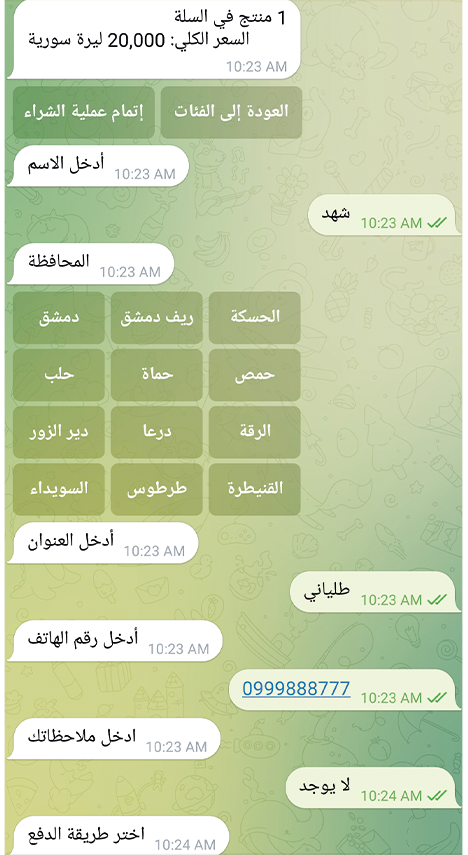 1 منتج في السلة
السعر الكلي: 20,000 ليرة سورية
10:23 AM
العودة إلى الفئات
إتمام عملية الشراء
أدخل الاسم
10:23 AM
شهد
10:23 AM
المحافظة
10:23 AM
الحسكة
ريف دمشق
دمشق
حمص
حماة
حلب
الرقة
درعا
دير الزور
القنيطرة
طرطوس
السويداء
أدخل العنوان
10:23 AM
طلياني
10:23 AM
أدخل رقم الهاتف
10:23 AM
0999888777
10:23 AM
ادخل ملاحظاتك
10:23 AM
لا يوجد
10:24 AM
اختر طريقة الدفع
10:24 AM